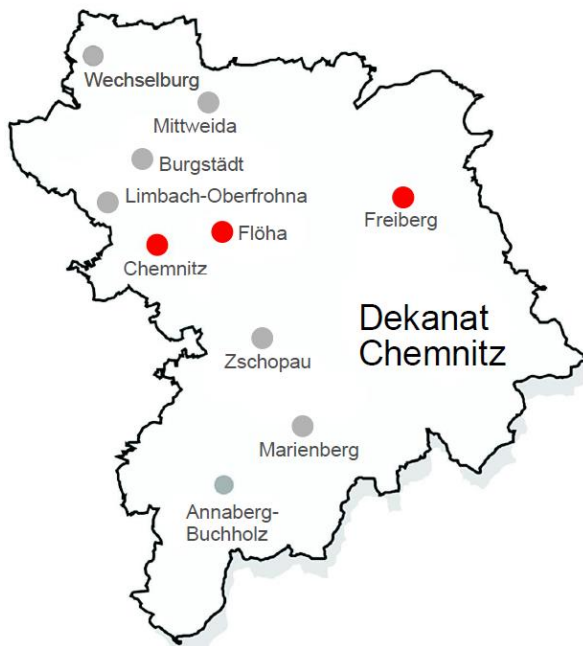 Wechselburg
Mittweida
Burgstädt
Limbach-Oberfrohna
Freiberg
Flöha
Chemnitz
Dekanat
Chemnitz
Zschopau
Marienberg
Annaberg-
Buchholz